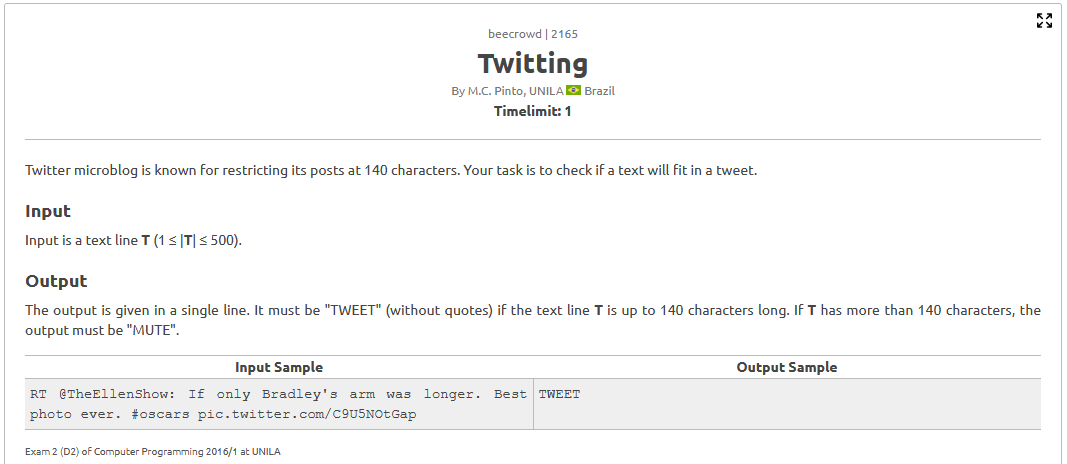 beecrowd | 2165
Twitting
By M.C. Pinto, UNILA Brazil
Timelimit: 1
Twitter microblog is known for restricting its posts at 140 characters. Your task is to check if a text will fit in a tweet.
Input
Input is a text line T (1 ≤ |T| ≤ 500).
Output
The output is given in a single line. It must be "TWEET" (without quotes) if the text line T is up to 140 characters long. If T has more than 140 characters, the
output must be "MUTE".
Input Sample Output Sample
RT @TheEllenShow: If only Bradley's arm was longer. Best TWEET
photo ever. #oscars pic.twitter.com/C9U5NOtGap
Exam 2 (D2) of Computer Programming 2016/1 at UNILA